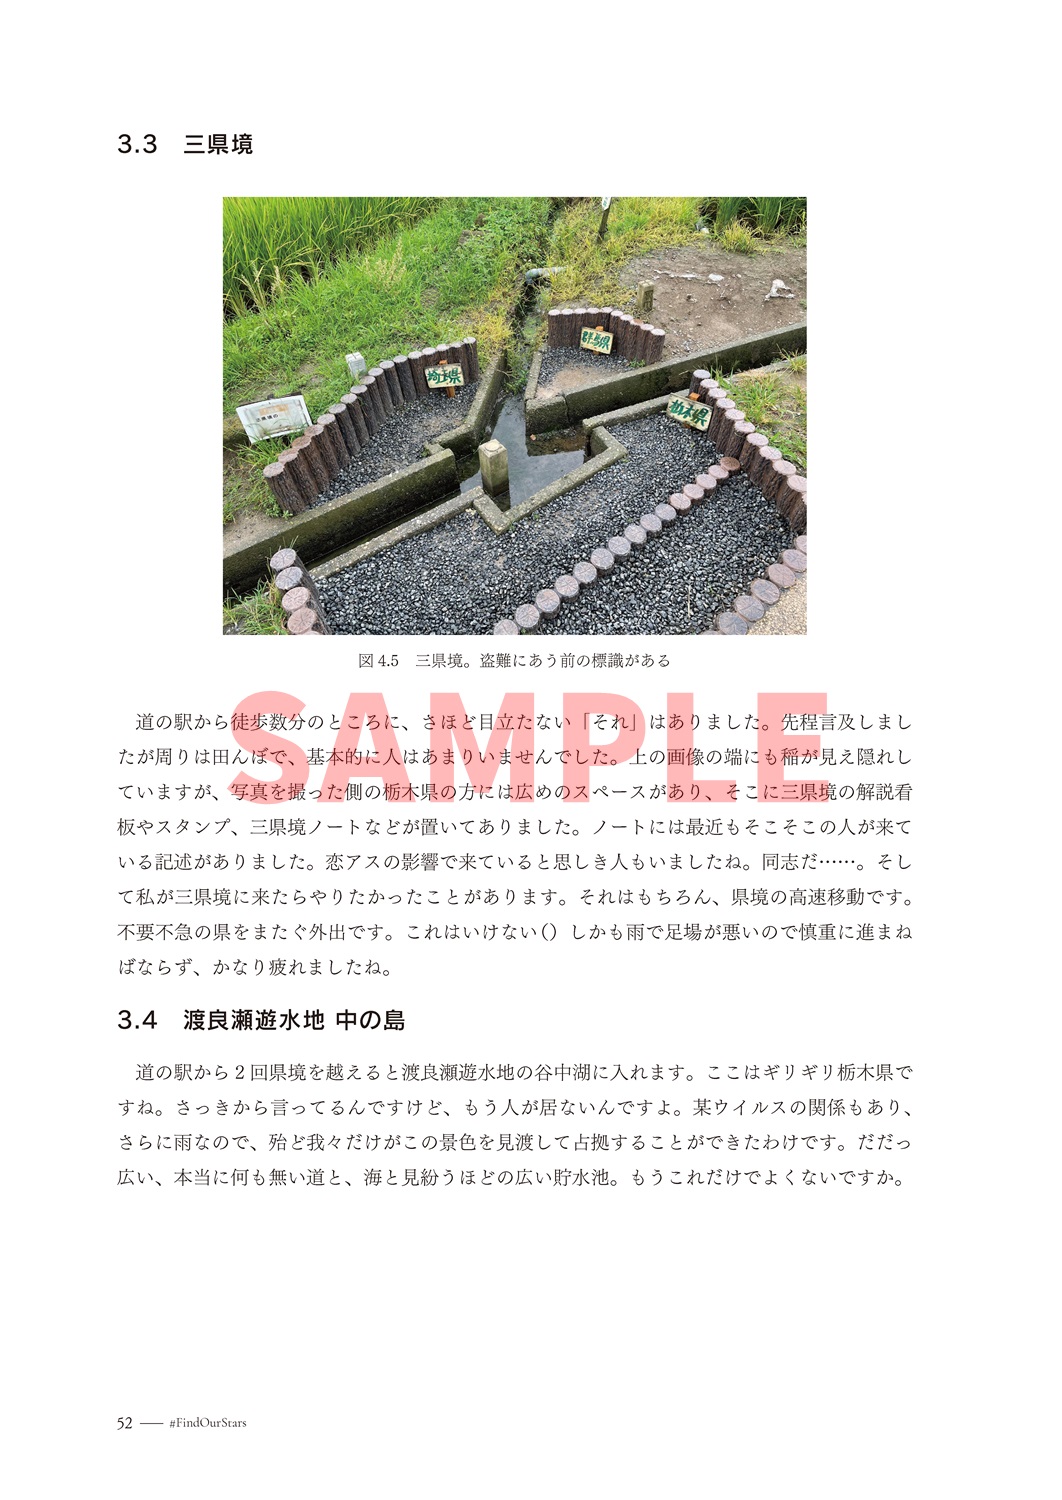 3.3 三県境
埼玉県
群馬県
栃木県
図 4.5 三県境。盗難にあう前の標識がある
SAMPLE
道の駅から徒歩数分のところに、さほど目立たない「それ」はありました。先程言及しまし
たが周りは田んぼで、基本的に人はあまりいませんでした。上の画像の端にも稲が見え隠れし
ていますが、写真を撮った側の栃木県の方には広めのスペースがあり、そこに三県境の解説看
板やスタンプ、三県境ノートなどが置いてありました。ノートには最近もそこそこの人が来て
いる記述がありました。恋アスの影響で来ていると思しき人もいましたね。同志だ……。そし
て私が三県境に来たらやりたかったことがあります。それはもちろん、県境の高速移動です。
不要不急の県をまたぐ外出です。これはいけない() しかも雨で足場が悪いので慎重に進まね
ばならず、かなり疲れましたね。
3.4 渡良瀬遊水地 中の島
道の駅から 2 回県境を越えると渡良瀬遊水地の谷中湖に入れます。ここはギリギリ栃木県で
すね。さっきから言ってるんですけど、もう人が居ないんですよ。某ウイルスの関係もあり、
さらに雨なので、殆ど我々だけがこの景色を見渡して占拠することができたわけです。だだっ
広い、本当に何も無い道と、海と見紛うほどの広い貯水池。もうこれだけでよくないですか。
52 — #FindOurStars